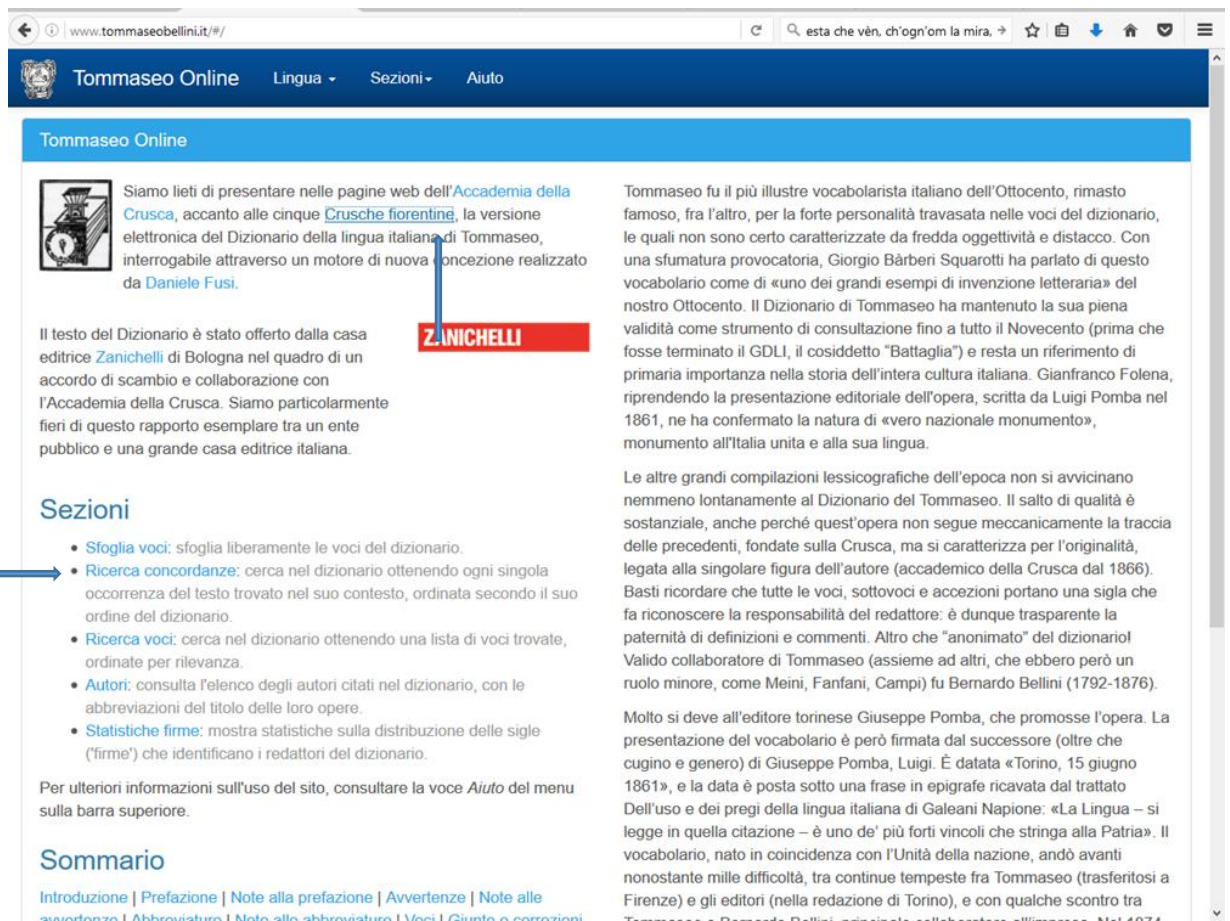 www.tommaseobellini.it/#/
esta che vèn, ch'ogn'om la mira,
Tommaseo Online
Lingua
Sezioni
Aiuto
Tommaseo Online
Siamo lieti di presentare nelle pagine web dell'Accademia della
Crusca, accanto alle cinque Crusche fiorentine, la versione
elettronica del Dizionario della lingua italiana di Tommaseo,
interrogabile attraverso un motore di nuova concezione realizzato
da Daniele Fusi.
Il testo del Dizionario è stato offerto dalla casa
editrice Zanichelli di Bologna nel quadro di un
accordo di scambio e collaborazione con
l'Accademia della Crusca. Siamo particolarmente
fieri di questo rapporto esemplare tra un ente
pubblico e una grande casa editrice italiana.
ZANICHELLI
Sezioni
• Sfoglia voci: sfoglia liberamente le voci del dizionario.
• Ricerca concordanze: cerca nel dizionario ottenendo ogni singola
occorrenza del testo trovato nel suo contesto, ordinata secondo il suo
ordine del dizionario.
• Ricerca voci: cerca nel dizionario ottenendo una lista di voci trovate,
ordinate per rilevanza.
• Autori: consulta l'elenco degli autori citati nel dizionario, con le
abbreviazioni del titolo delle loro opere.
• Statistiche firme: mostra statistiche sulla distribuzione delle sigle
('firme') che identificano i redattori del dizionario.
Per ulteriori informazioni sull'uso del sito, consultare la voce Aiuto del menu
sulla barra superiore.
Sommario
Introduzione | Prefazione | Note alla prefazione | Avvertenze | Note alle
avvertenze | Abbreviature | Note alle abbreviature | Voci | Giunte e correzioni
Tommaseo fu il più illustre vocabolarista italiano dell'Ottocento, rimasto
famoso, fra l'altro, per la forte personalità travasata nelle voci del dizionario,
le quali non sono certo caratterizzate da fredda oggettività e distacco. Con
una sfumatura provocatoria, Giorgio Bàrberi Squarotti ha parlato di questo
vocabolario come di «uno dei grandi esempi di invenzione letteraria» del
nostro Ottocento. Il Dizionario di Tommaseo ha mantenuto la sua piena
validità come strumento di consultazione fino a tutto il Novecento (prima che
fosse terminato il GDLI, il cosiddetto "Battaglia") e resta un riferimento di
primaria importanza nella storia dell'intera cultura italiana. Gianfranco Folena,
riprendendo la presentazione editoriale dell'opera, scritta da Luigi Pomba nel
1861, ne ha confermato la natura di «vero nazionale monumento»,
monumento all'Italia unita e alla sua lingua.
Le altre grandi compilazioni lessicografiche dell'epoca non si avvicinano
nemmeno lontanamente al Dizionario del Tommaseo. Il salto di qualità è
sostanziale, anche perché quest'opera non segue meccanicamente la traccia
delle precedenti, fondate sulla Crusca, ma si caratterizza per l'originalità,
legata alla singolare figura dell'autore (accademico della Crusca dal 1866).
Basti ricordare che tutte le voci, sottovoci e accezioni portano una sigla che
fa riconoscere la responsabilità del redattore: è dunque trasparente la
paternità di definizioni e commenti. Altro che "anonimato" del dizionario!
Valido collaboratore di Tommaseo (assieme ad altri, che ebbero però un
ruolo minore, come Meini, Fanfani, Campi) fu Bernardo Bellini (1792-1876).
Molto si deve all'editore torinese Giuseppe Pomba, che promosse l'opera. La
presentazione del vocabolario è però firmata dal successore (oltre che
cugino e genero) di Giuseppe Pomba, Luigi. È datata «Torino, 15 giugno
1861», e la data è posta sotto una frase in epigrafe ricavata dal trattato
Dell'uso e dei pregi della lingua italiana di Galeani Napione: «La Lingua – si
legge in quella citazione – è uno de' più forti vincoli che stringa alla Patria». Il
vocabolario, nato in coincidenza con l'Unità della nazione, andò avanti
nonostante mille difficoltà, tra continue tempeste fra Tommaseo (trasferitosi a
Firenze) e gli editori (nella redazione di Torino), e con qualche scontro tra
Tommaseo e Bernardo Bellini, principale collaboratore all'impresa. Nel 1874